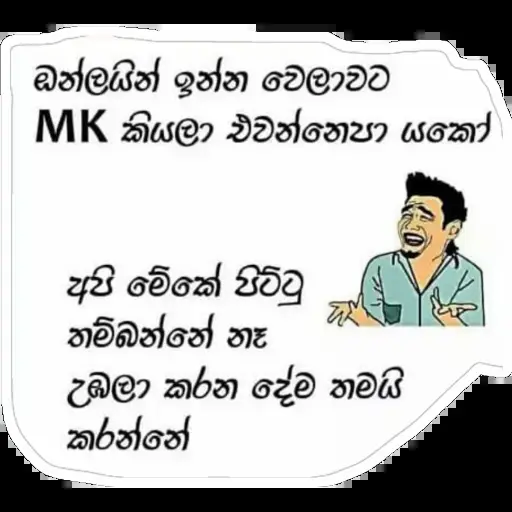 ඔන්ලයින් ඉන්න වෙලාවට
MK කියලා එවන්නෙපා යකෝ
අපි මේකේ පිට්ටු
තම්බන්නේ නෑ
උඹලා කරන දේම තමයි
කරන්නේ